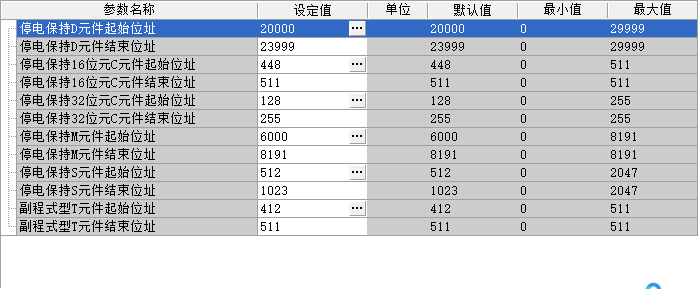 参数名称 设定值 单位 默认值 最小值 最大值
停电保持D元件起始位址 20000 ... 20000 0 29999
停电保持D元件结束位址 23999 23999 0 29999
停电保持16位元C元件起始位址 448 ... 448 0 511
停电保持16位元C元件结束位址 511 511 0 511
停电保持32位元C元件起始位址 128 ... 128 0 255
停电保持32位元C元件结束位址 255 255 0 255
停电保持M元件起始位址 6000 ... 6000 0 8191
停电保持M元件结束位址 8191 8191 0 8191
停电保持S元件起始位址 512 ... 512 0 2047
停电保持S元件结束位址 1023 1023 0 2047
副程式型T元件起始位址 412 ... 412 0 511
副程式型T元件结束位址 511 511 0 511